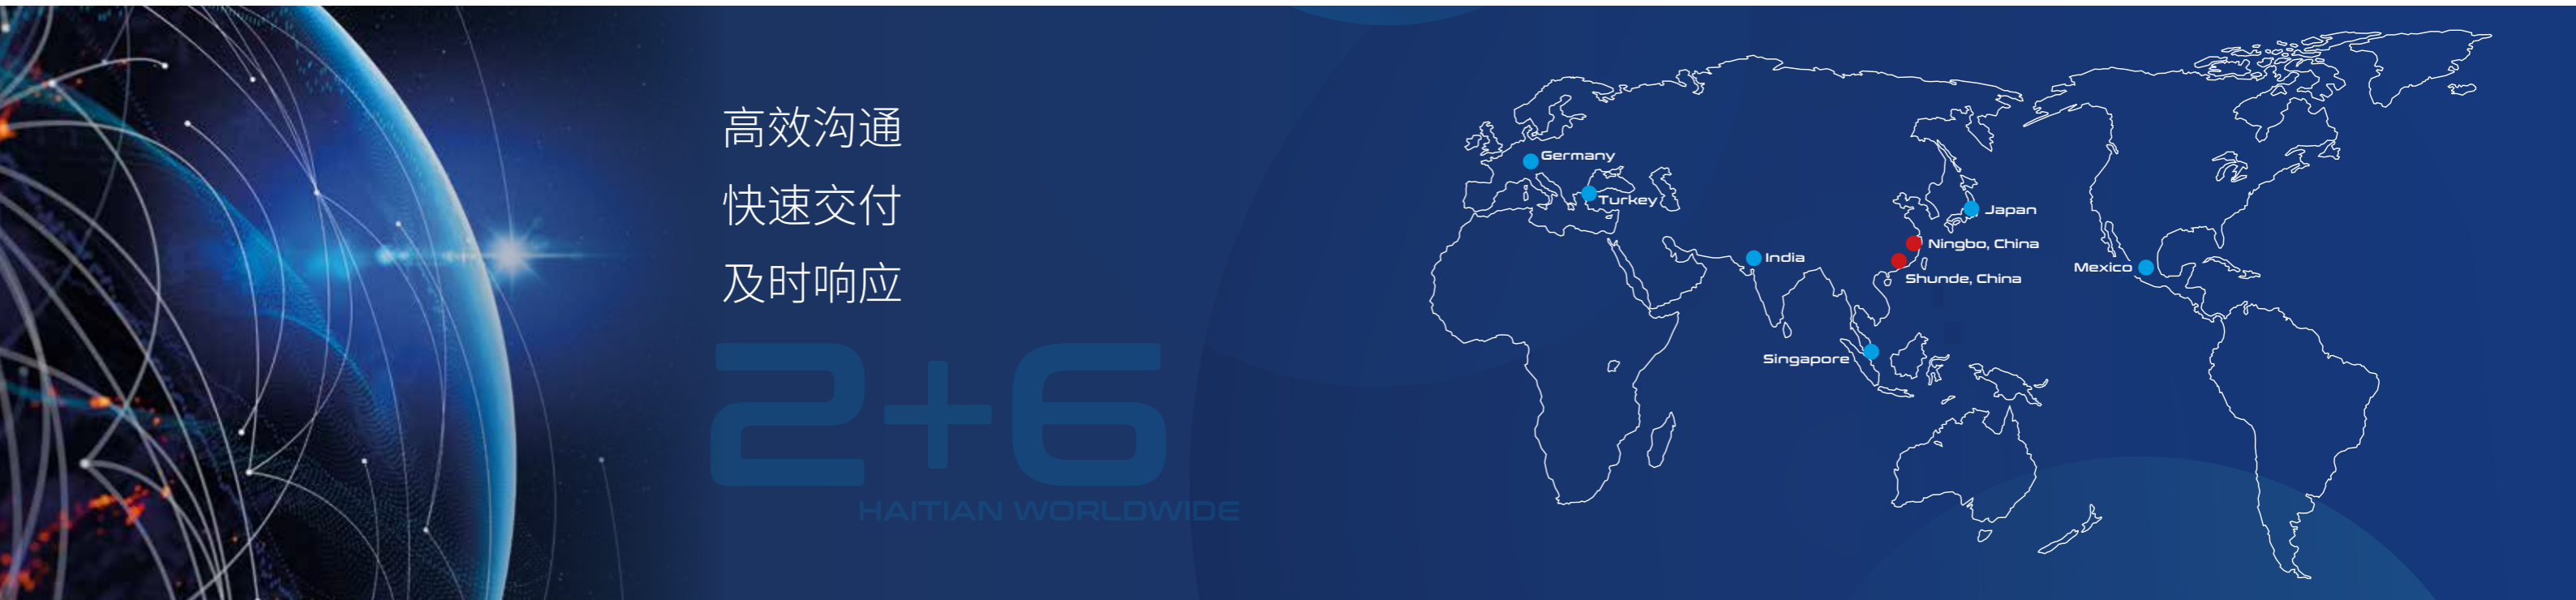 高效沟通
快速交付
及时响应
2+6
HAITIAN WORLDWIDE
Germany
Turkey
Japan
Ningbo, China
India
Mexico
Shunde, China
Singapore